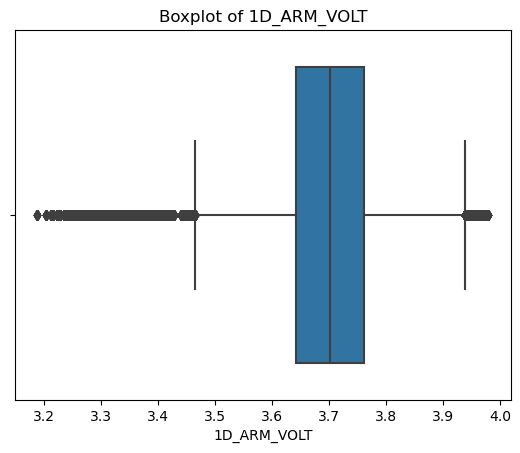 Boxplot of 1D_ARM_VOLT
3.2 3.3 3.4 3.5 3.6 3.7 3.8 3.9 4.0
1D_ARM_VOLT